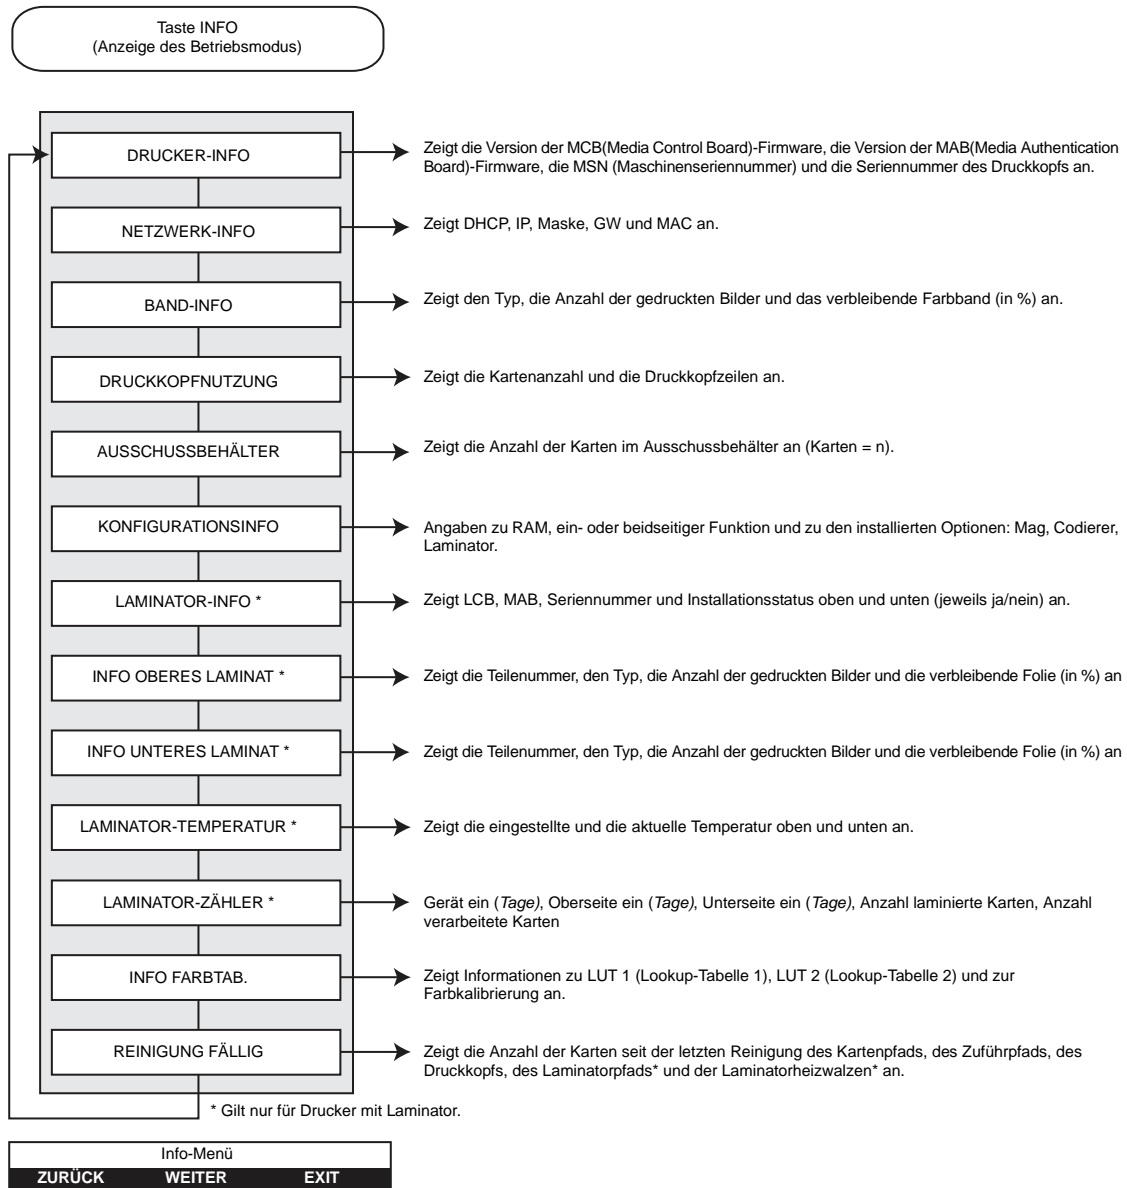 Taste INFO
(Anzeige des Betriebsmodus)
DRUCKER-INFO
Zeigt die Version der MCB(Media Control Board)-Firmware, die Version der MAB(Media Authentication
Board)-Firmware, die MSN (Maschinenseriennummer) und die Seriennummer des Druckkopfs an.
NETZWERK-INFO
Zeigt DHCP, IP, Maske, GW und MAC an.
BAND-INFO
Zeigt den Typ, die Anzahl der gedruckten Bilder und das verbleibende Farbband (in %) an.
DRUCKKOPFNUTZUNG
Zeigt die Kartenanzahl und die Druckkopfzeilen an.
AUSSCHUSSBEHÄLTER
Zeigt die Anzahl der Karten im Ausschussbehälter an (Karten = n).
KONFIGURATIONSINFO
Angaben zu RAM, ein- oder beidseitiger Funktion und zu den installierten Optionen: Mag, Codierer,
Laminator.
LAMINATOR-INFO *
Zeigt LCB, MAB, Seriennummer und Installationsstatus oben und unten (jeweils ja/nein) an.
INFO OBERES LAMINAT *
Zeigt die Teilenummer, den Typ, die Anzahl der gedruckten Bilder und die verbleibende Folie (in %) an
INFO UNTERES LAMINAT *
Zeigt die Teilenummer, den Typ, die Anzahl der gedruckten Bilder und die verbleibende Folie (in %) an
LAMINATOR-TEMPERATUR *
Zeigt die eingestellte und die aktuelle Temperatur oben und unten an.
LAMINATOR-ZÄHLER *
Gerät ein (Tage), Oberseite ein (Tage), Unterseite ein (Tage), Anzahl laminierte Karten, Anzahl
verarbeitete Karten
INFO FARBTAB.
Zeigt Informationen zu LUT 1 (Lookup-Tabelle 1), LUT 2 (Lookup-Tabelle 2) und zur
Farbkalibrierung an.
REINIGUNG FÄLLIG
Zeigt die Anzahl der Karten seit der letzten Reinigung des Kartenpfads, des Zuführpfads, des
Druckkopfs, des Laminatorpfads* und der Laminatorheizwalzen* an.
* Gilt nur für Drucker mit Laminator.
Info-Menü
ZURÜCK WEITER EXIT